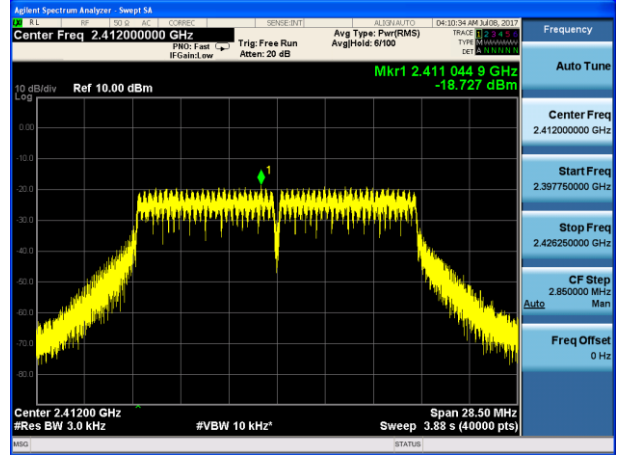 Agilent Spectrum Analyzer - Swept SA
RL RF 50 Ω AC CORREC SENSE:INT ALIGNAUTO 04:10:34 AM Jul 08, 2017
Center Freq 2.412000000 GHz
PNO: Fast
IFGain:Low
Trig: Free Run
Atten: 20 dB
Avg Type: Pwr(RMS)
Avg|Hold: 6/100
TRACE 1 2 3 4 5 6
TYPE M
DET A N N N N N
Mkr1 2.411 044 9 GHz
-18.727 dBm
10 dB/div Ref 10.00 dBm
Log
0.00
-10.0
-20.0
-30.0
-40.0
-50.0
-60.0
-70.0
-80.0
1
Center 2.41200 GHz Span 28.50 MHz
#Res BW 3.0 kHz #VBW 10 kHz* Sweep 3.88 s (40000 pts)
MSG STATUS
Frequency
Auto Tune
Center Freq
2.412000000 GHz
Start Freq
2.397750000 GHz
Stop Freq
2.426250000 GHz
CF Step
2.850000 MHz
Auto Man
Freq Offset
0 Hz